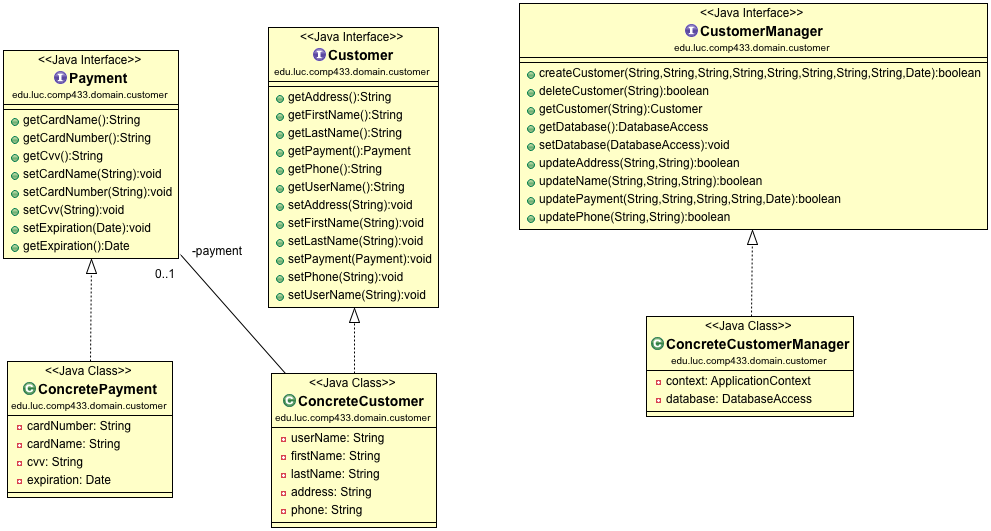 <<Java Interface>>
Payment
edu.luc.comp433.domain.customer
getCardName():String
getCardNumber():String
getCvv():String
setCardName(String):void
setCardNumber(String):void
setCvv(String):void
setExpiration(Date):void
getExpiration():Date
<<Java Interface>>
Customer
edu.luc.comp433.domain.customer
getAddress():String
getFirstName():String
getLastName():String
getPayment():Payment
getPhone():String
getUserName():String
setAddress(String):void
setFirstName(String):void
setLastName(String):void
setPayment(Payment):void
setPhone(String):void
setUserName(String):void
<<Java Interface>>
CustomerManager
edu.luc.comp433.domain.customer
createCustomer(String,String,String,String,String,String,String,String,Date):boolean
deleteCustomer(String):boolean
getCustomer(String):Customer
getDatabase():DatabaseAccess
setDatabase(DatabaseAccess):void
updateAddress(String,String):boolean
updateName(String,String,String):boolean
updatePayment(String,String,String,String,Date):boolean
updatePhone(String,String):boolean
-payment
0..1
<<Java Class>>
ConcretePayment
edu.luc.comp433.domain.customer
cardNumber: String
cardName: String
cvv: String
expiration: Date
<<Java Class>>
ConcreteCustomer
edu.luc.comp433.domain.customer
userName: String
firstName: String
lastName: String
address: String
phone: String
<<Java Class>>
ConcreteCustomerManager
edu.luc.comp433.domain.customer
context: ApplicationContext
database: DatabaseAccess